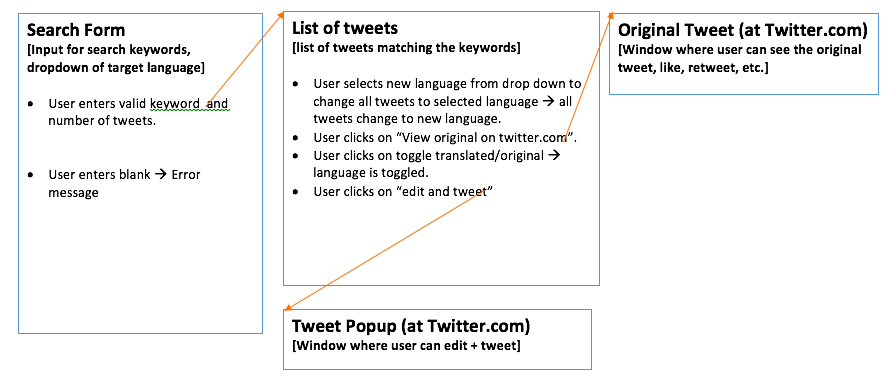 Search Form
[Input for search keywords,
dropdown of target language]
• User enters valid keyword and
number of tweets.
• User enters blank → Error
message
List of tweets
[list of tweets matching the keywords]
• User selects new language from drop down to
change all tweets to selected language → all
tweets change to new language.
• User clicks on “View original on twitter.com”.
• User clicks on toggle translated/original →
language is toggled.
• User clicks on “edit and tweet”
Original Tweet (at Twitter.com)
[Window where user can see the original
tweet, like, retweet, etc.]
Tweet Popup (at Twitter.com)
[Window where user can edit + tweet]